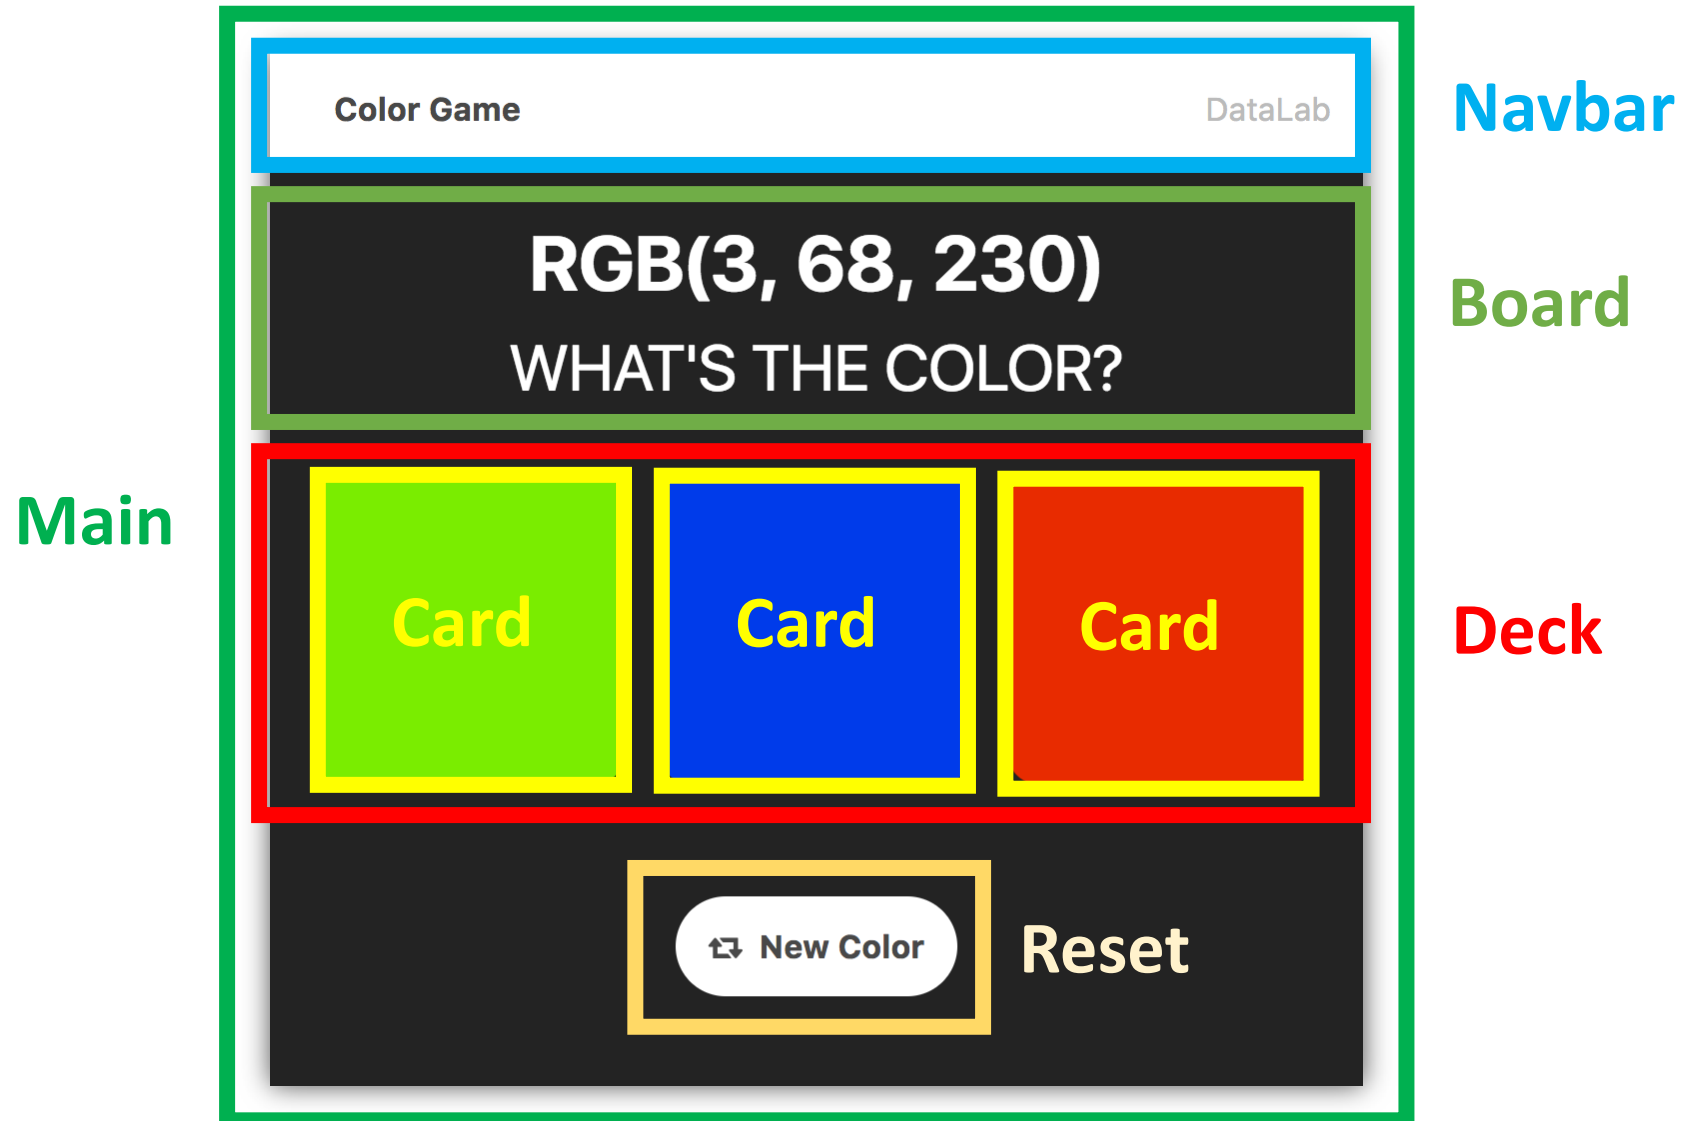 Color Game DataLab
Navbar
RGB(3, 68, 230)
WHAT'S THE COLOR?
Board
Main
Card Card Card
Deck
New Color
Reset